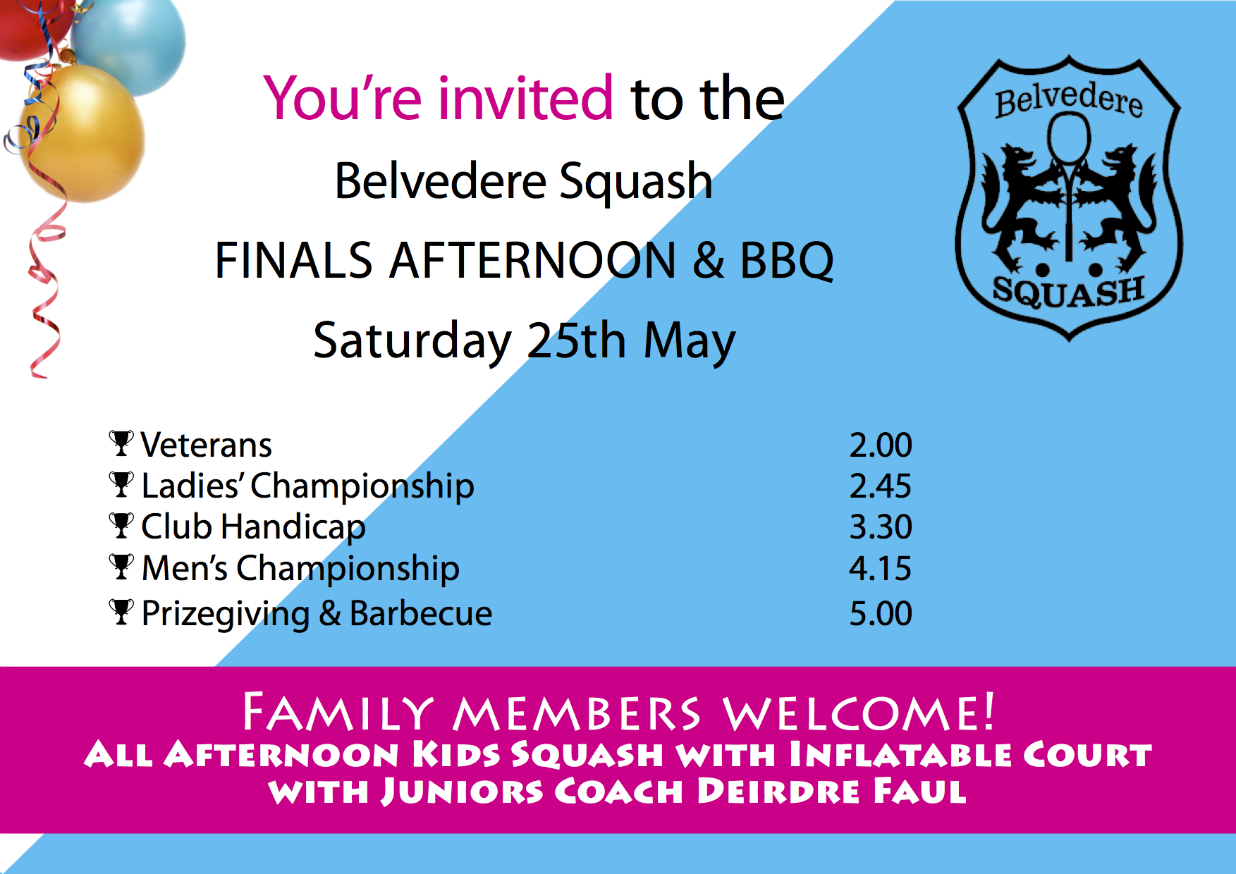 You're invited to the
Belvedere Squash
FINALS AFTERNOON & BBQ
Saturday 25th May
Belvedere
SQUASH
Veterans 2.00
Ladies' Championship 2.45
Club Handicap 3.30
Men's Championship 4.15
Prizegiving & Barbecue 5.00
FAMILY MEMBERS WELCOME!
ALL AFTERNOON KIDS SQUASH WITH INFLATABLE COURT
WITH JUNIORS COACH DEIRDRE FAUL